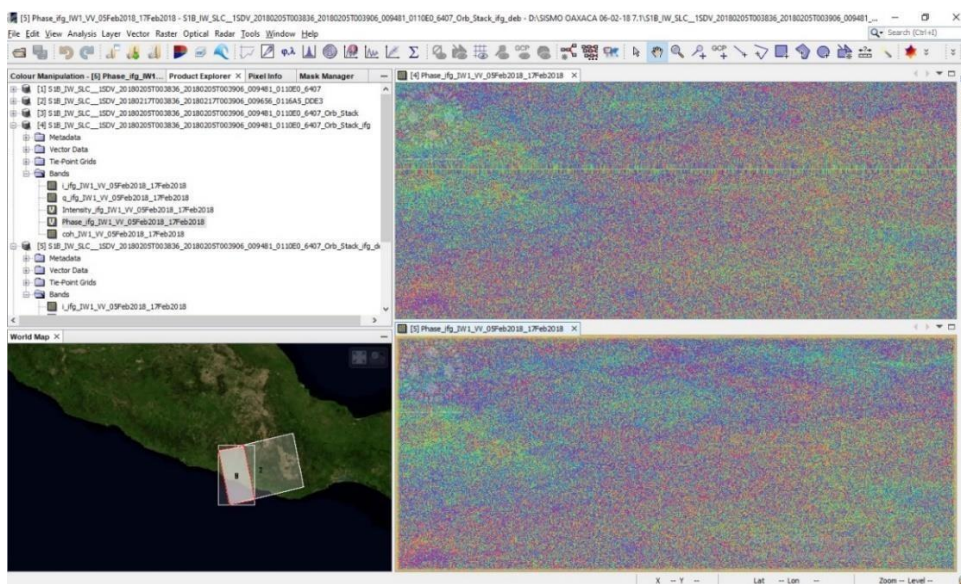 [5] Phase_ifg_IW1_VV_05Feb2018_17Feb2018 - S1B_IW_SLC__1SDV_20180205T003836_20180205T003906_009481_0110E0_6407_Orb_Stack_ifg_deb - D:\SISMO OAXACA 06-02-18 7.1\S1B_IW_SLC__1SDV_20180205T003836_20180205T003906_009481_...
File Edit View Analysis Layer Vector Raster Optical Radar Tools Window Help
Search (Ctrl+I)
Colour Manipulation - [5] Phase_ifg_IW1... Product Explorer Pixel Info Mask Manager
[1] S1B_IW_SLC__1SDV_20180205T003836_20180205T003906_009481_0110E0_6407
[2] S1B_IW_SLC__1SDV_20180217T003836_20180217T003906_009656_0116A5_DDE3
[3] S1B_IW_SLC__1SDV_20180205T003836_20180205T003906_009481_0110E0_6407_Orb_Stack
[4] S1B_IW_SLC__1SDV_20180205T003836_20180205T003906_009481_0110E0_6407_Orb_Stack_ifg
Metadata
Vector Data
Tie-Point Grids
Bands
i_ifg_IW1_VV_05Feb2018_17Feb2018
q_ifg_IW1_VV_05Feb2018_17Feb2018
Intensity_ifg_IW1_VV_05Feb2018_17Feb2018
Phase_ifg_IW1_VV_05Feb2018_17Feb2018
coh_IW1_VV_05Feb2018_17Feb2018
[5] S1B_IW_SLC__1SDV_20180205T003836_20180205T003906_009481_0110E0_6407_Orb_Stack_ifg_de
Metadata
Vector Data
Tie-Point Grids
Bands
i_ifg_IW1_VV_05Feb2018_17Feb2018
World Map
[4] Phase_ifg_IW1_VV_05Feb2018_17Feb2018
[5] Phase_ifg_IW1_VV_05Feb2018_17Feb2018
X -- Y -- Lat -- Lon -- Zoom -- Level --